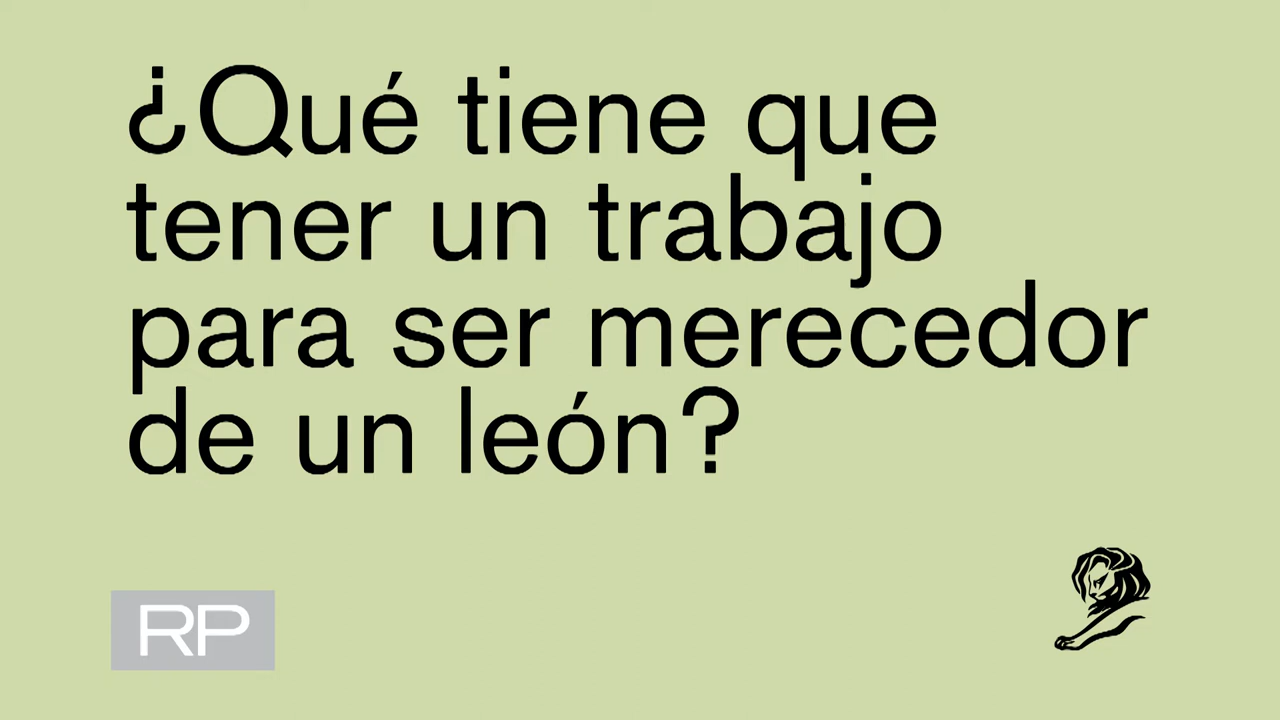 ¿Qué tiene que
tener un trabajo
para ser merecedor
de un león?
RP